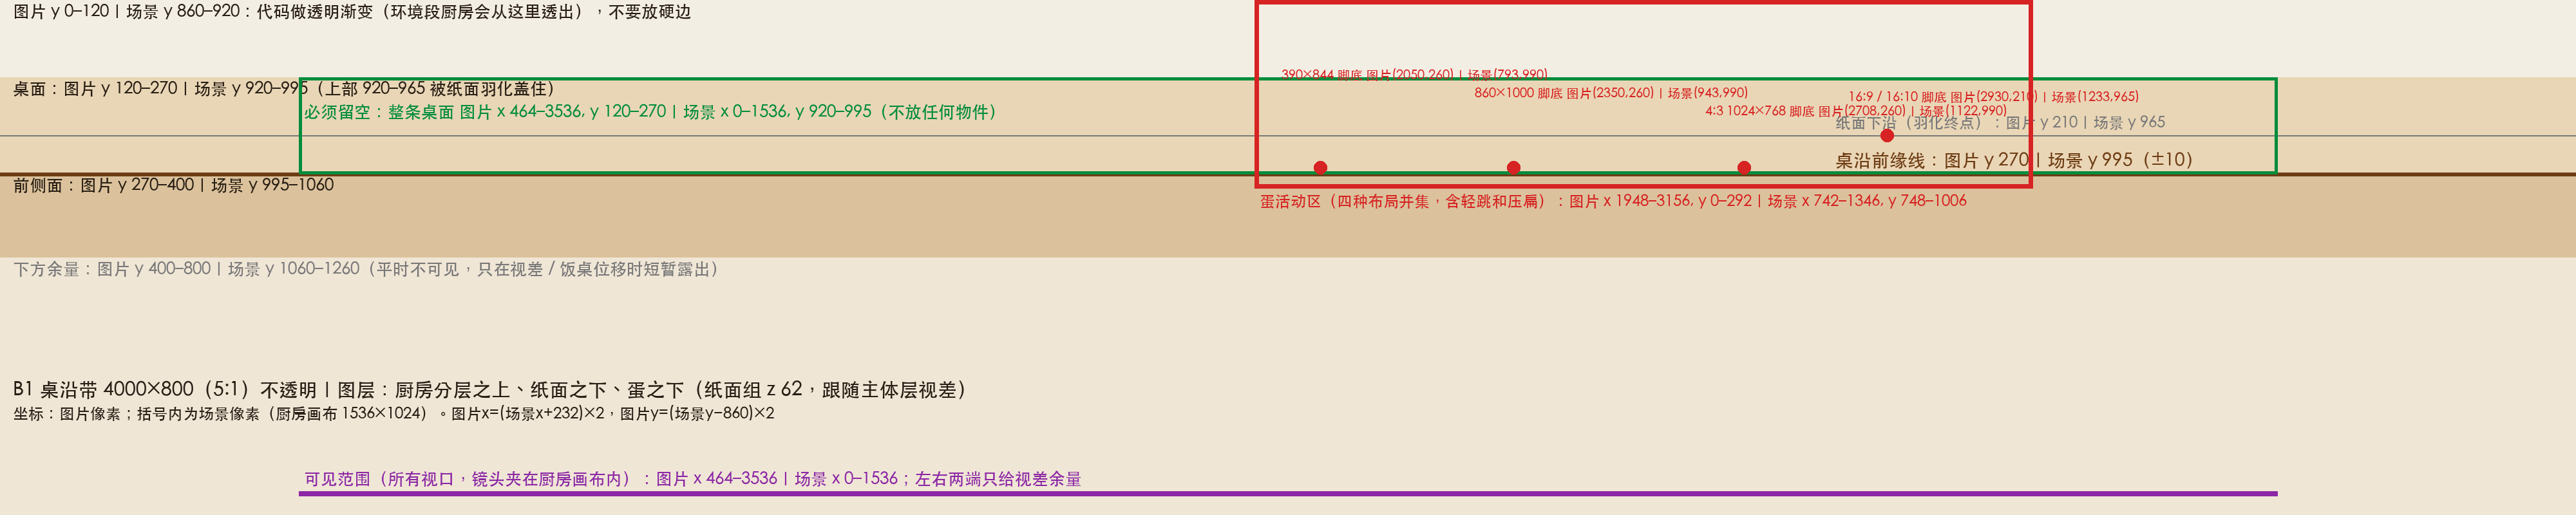 图片 y 0–120 | 场景 y 860–920：代码做透明渐变（环境段厨房会从这里透出），不要放硬边
390×844 脚底 图片(2050,260) | 场景(793,990)
桌面：图片 y 120–270 | 场景 y 920–995（上部 920–965 被纸面羽化盖住）
860×1000 脚底 图片(2350,260) | 场景(943,990)
16:9 / 16:10 脚底 图片(2930,210) | 场景(1233,965)
必须留空：整条桌面 图片 x 464–3536, y 120–270 | 场景 x 0–1536, y 920–995（不放任何物件）
4:3 1024×768 脚底 图片(2708,260) | 场景(1122,990)
纸面下沿（羽化终点）：图片 y 210 | 场景 y 965
桌沿前缘线：图片 y 270 | 场景 y 995（±10）
前侧面：图片 y 270–400 | 场景 y 995–1060
蛋活动区（四种布局并集，含轻跳和压扁）：图片 x 1948–3156, y 0–292 | 场景 x 742–1346, y 748–1006
下方余量：图片 y 400–800 | 场景 y 1060–1260（平时不可见，只在视差 / 饭桌位移时短暂露出）
B1 桌沿带 4000×800（5:1）不透明 | 图层：厨房分层之上、纸面之下、蛋之下（纸面组 z 62，跟随主体层视差）
坐标：图片像素；括号内为场景像素（厨房画布 1536×1024）。图片x=(场景x+232)×2，图片y=(场景y−860)×2
可见范围（所有视口，镜头夹在厨房画布内）：图片 x 464–3536 | 场景 x 0–1536；左右两端只给视差余量